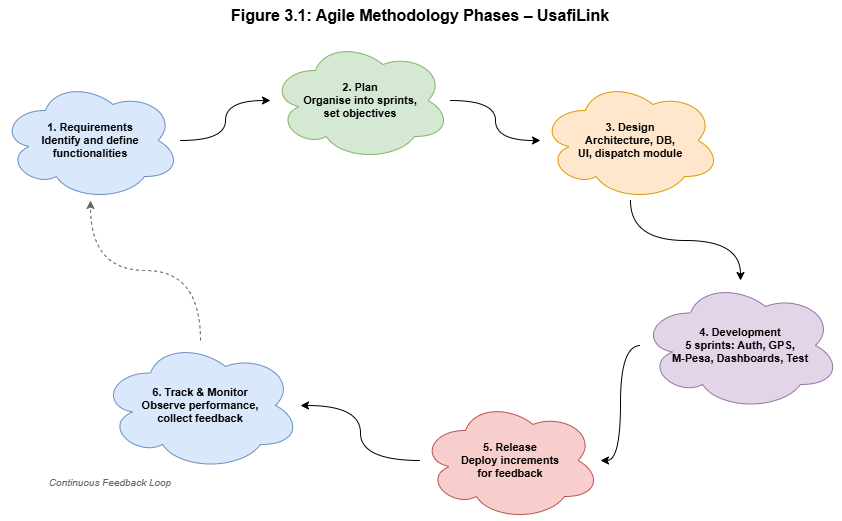 Figure 3.1: Agile Methodology Phases – UsafiLink
1. Requirements
Identify and define
functionalities
2. Plan
Organise into sprints,
set objectives
3. Design
Architecture, DB,
UI, dispatch module
4. Development
5 sprints: Auth, GPS,
M-Pesa, Dashboards, Test
5. Release
Deploy increments
for feedback
6. Track & Monitor
Observe performance,
collect feedback
Continuous Feedback Loop